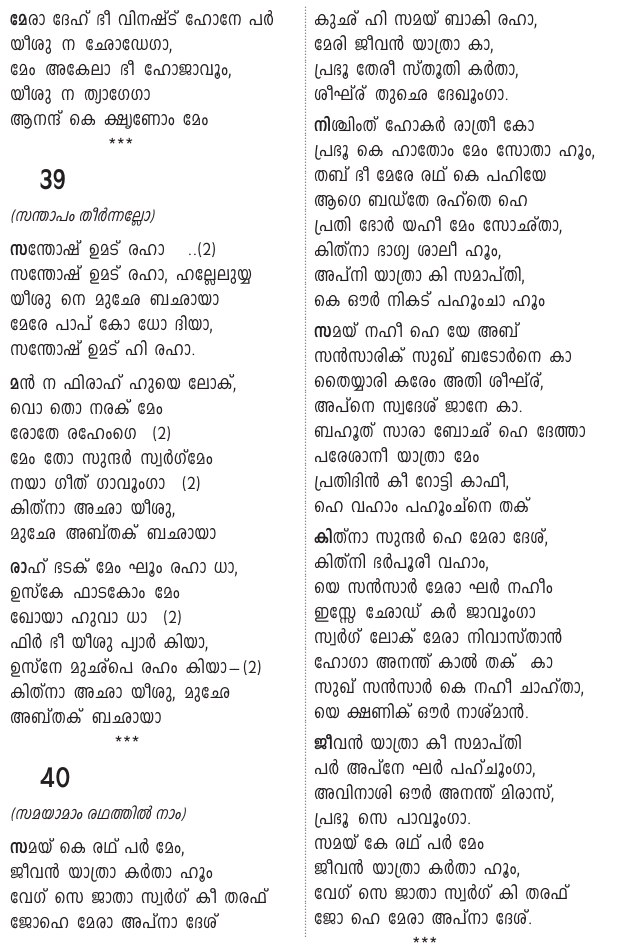 മേരാ ദേഹ് ഭീ വിനഷ്ട് ഹോനേ പർ
യീശു ന ഛോഡേഗാ,
മേം അകേലാ ഭീ ഹോജാവൂം,
യീശു ന ത്യാഗേഗാ
ആനന്ദ് കെ ക്ഷ്യണോം മേം
***
39
(സന്താപം തീർന്നല്ലോ)
സന്തോഷ് ഉമട് രഹാ ..(2)
സന്തോഷ് ഉമട് രഹാ, ഹല്ലേലുയ്യ
യീശു നെ മുഛേ ബഛായാ
മേരേ പാപ് കോ ധോ ദിയാ,
സന്തോഷ് ഉമട് ഹി രഹാ.
മൻ ന ഫിരാഹ് ഹുയെ ലോക്,
വൊ തൊ നരക് മേം
രോതേ രഹേംഗെ (2)
മേം തോ സുന്ദർ സ്വർഗ്മേം
നയാ ഗീത് ഗാവൂംഗാ (2)
കിത്നാ അഛാ യീശു,
മുഛേ അബ്തക് ബഛായാ
രാഹ് ഭടക് മേം ഘൂം രഹാ ധാ,
ഉസ്കേ ഫാടകോം മേം
ഖോയാ ഹുവാ ധാ (2)
ഫിർ ഭീ യീശു പ്യാർ കിയാ,
ഉസ്നേ മുഛ്പെ രഹം കിയാ–(2)
കിത്നാ അഛാ യീശു, മുഛേ
അബ്തക് ബഛായാ
***
40
(സമയാമാം രഥത്തിൽ നാം)
സമയ് കെ രഥ് പർ മേം,
ജീവൻ യാത്രാ കർതാ ഹൂം
വേഗ് സെ ജാതാ സ്വർഗ് കീ തരഫ്
ജോഹെ മേരാ അപ്നാ ദേശ്
കുഛ് ഹി സമയ് ബാകി രഹാ,
മേരി ജീവൻ യാത്രാ കാ,
പ്രഭൂ തേരീ സ്തൂതി കർതാ,
ശീഘ്ര് തുഛെ ദേഖൂംഗാ.
നിശ്ചിംത് ഹോകർ രാത്രീ കോ
പ്രഭൂ കെ ഹാതോം മേം സോതാ ഹൂം,
തബ് ഭീ മേരേ രഥ് കെ പഹിയേ
ആഗെ ബഡ്തേ രഹ്തെ ഹെ
പ്രതി ഭോർ യഹീ മേം സോഛ്താ,
കിത്നാ ഭാഗ്യ ശാലീ ഹൂം,
അപ്നി യാത്രാ കി സമാപ്തി,
കെ ഔർ നികട് പഹൂംചാ ഹൂം
സമയ് നഹീ ഹെ യേ അബ്
സൻസാരിക് സുഖ് ബടോർനെ കാ
തൈയ്യാരി കരേം അതി ശീഘ്ര്,
അപ്നെ സ്വദേശ് ജാനേ കാ.
ബഹൂത് സാരാ ബോഛ് ഹെ ദേത്താ
പരേശാനീ യാത്രാ മേം
പ്രതിദിൻ കീ റോട്ടി കാഫീ,
ഹെ വഹാം പഹൂംച്നെ തക്
കിത്നാ സുന്ദർ ഹെ മേരാ ദേശ്,
കിത്നി ഭർപൂരീ വഹാം,
യെ സൻസാർ മേരാ ഘർ നഹീം
ഇസ്സേ ഛോഡ് കർ ജാവൂംഗാ
സ്വർഗ് ലോക് മേരാ നിവാസ്താൻ
ഹോഗാ അനന്ത് കാൽ തക് കാ
സുഖ് സൻസാർ കെ നഹീ ചാഹ്താ,
യെ ക്ഷണിക് ഔർ നാശ്മാൻ.
ജീവൻ യാത്രാ കീ സമാപ്തി
പർ അപ്നേ ഘർ പഹ്ചൂംഗാ,
അവിനാശി ഔർ അനന്ത് മിരാസ്,
പ്രഭൂ സെ പാവൂംഗാ.
സമയ് കേ രഥ് പർ മേം
ജീവൻ യാത്രാ കർതാ ഹൂം,
വേഗ് സെ ജാതാ സ്വർഗ് കി തരഫ്
ജോ ഹെ മേരാ അപ്നാ ദേശ്.
***